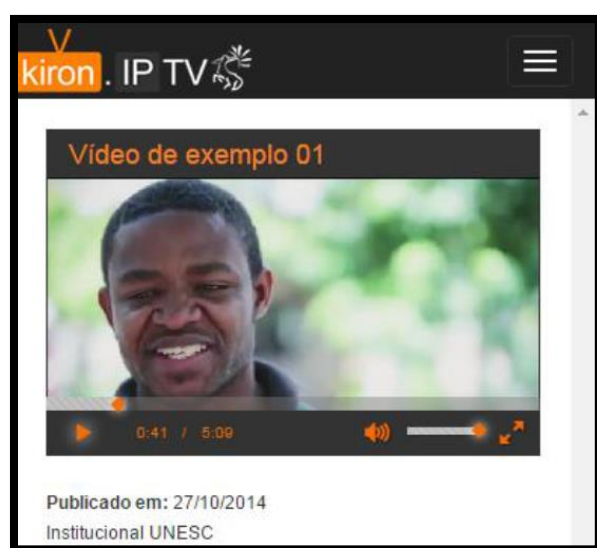 kiron . IP TV
Vídeo de exemplo 01
0:41 / 5:09
Publicado em: 27/10/2014
Institucional UNESC